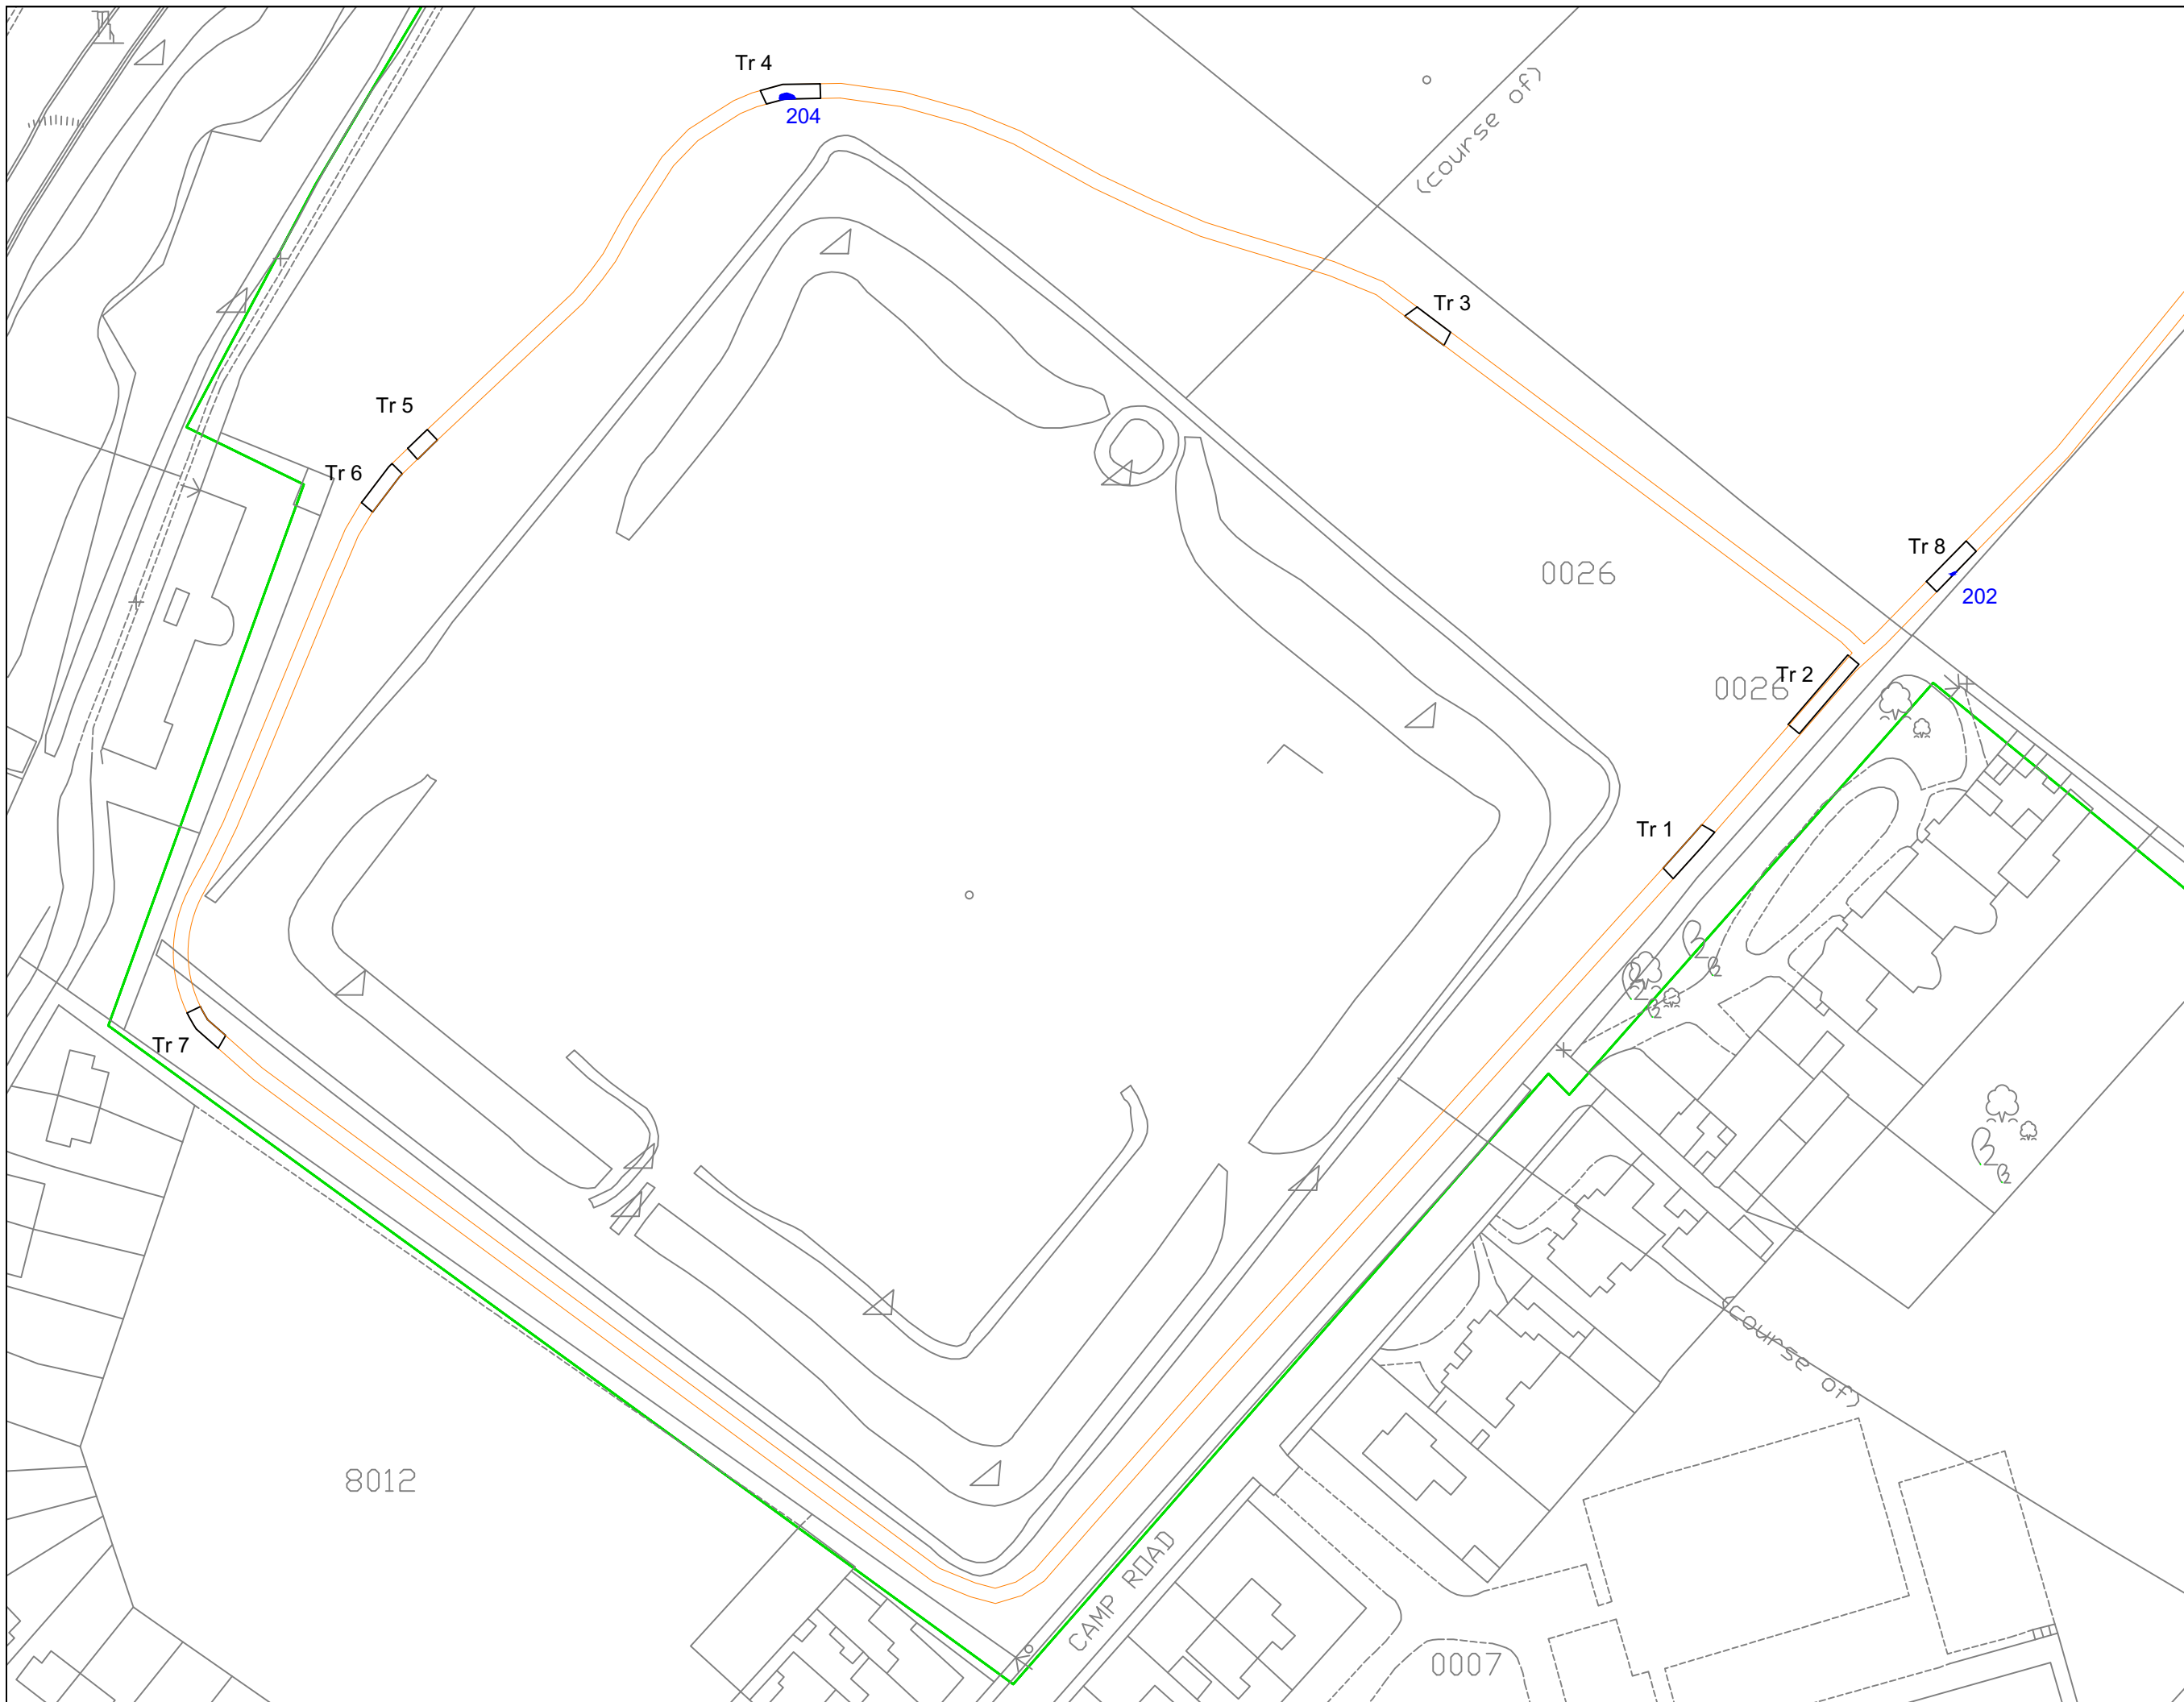 Tr 4
204
(course of)
Tr 3
Tr 5
Tr 6
0026
Tr 8
202
0026
Tr 2
Tr 1
Tr 7
(course of)
8012
CAMP ROAD
0007